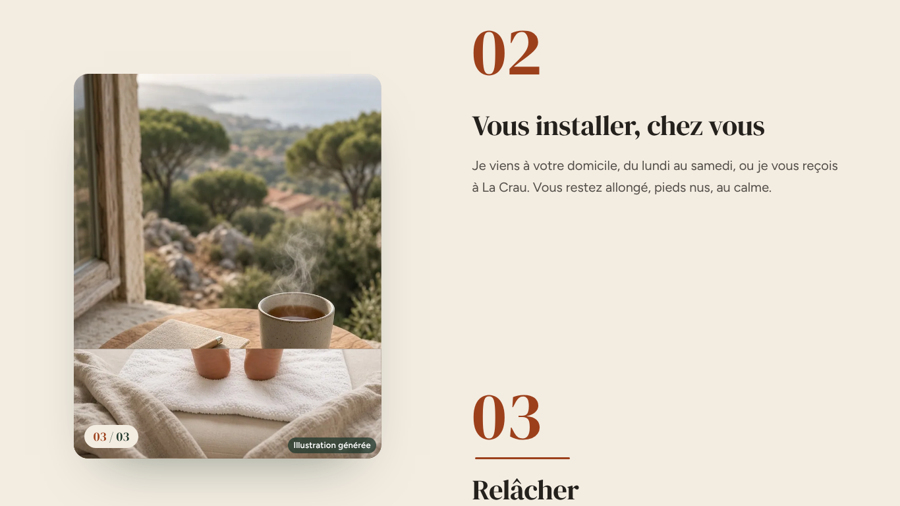 02
Vous installer, chez vous
Je viens à votre domicile, du lundi au samedi, ou je vous reçois
à La Crau. Vous restez allongé, pieds nus, au calme.
03 / 03
Illustration générée
03
Relâcher